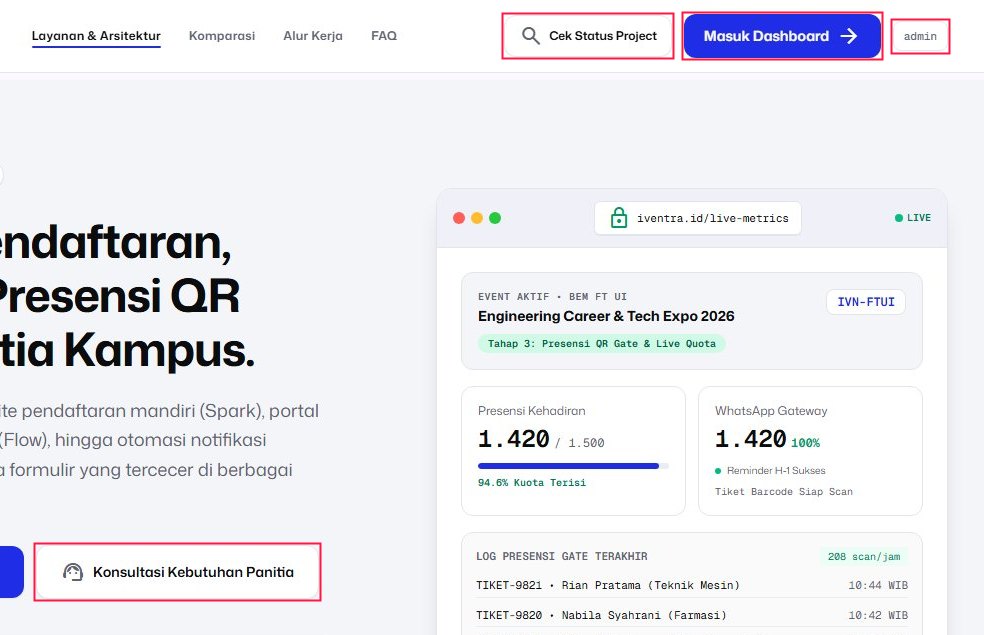 Layanan & Arsitektur
Komparasi
Alur Kerja
FAQ
Cek Status Project
Masuk Dashboard
admin
endaftaran,
Presensi QR
tia Kampus.
ite pendaftaran mandiri (Spark), portal
(Flow), hingga otomasi notifikasi
a formulir yang tercecer di berbagai
Konsultasi Kebutuhan Panitia
iventra.id/live-metrics
LIVE
EVENT AKTIF • BEM FT UI
Engineering Career & Tech Expo 2026
IVN-FTUI
Tahap 3: Presensi QR Gate & Live Quota
Presensi Kehadiran
1.420 / 1.500
94.6% Kuota Terisi
WhatsApp Gateway
1.420 100%
Reminder H-1 Sukses
Tiket Barcode Siap Scan
LOG PRESENSI GATE TERAKHIR
208 scan/jam
TIKET-9821 • Rian Pratama (Teknik Mesin) 10:44 WIB
TIKET-9820 • Nabila Syahrani (Farmasi) 10:42 WIB